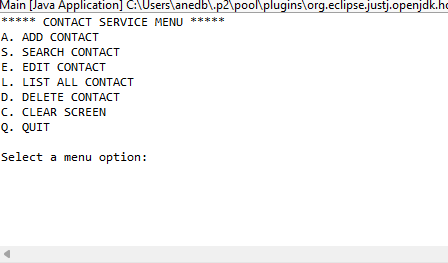 Main [Java Application] C:\Users\anedb\.p2\pool\plugins\org.eclipse.justj.openjdk.ho
***** CONTACT SERVICE MENU *****
A. ADD CONTACT
S. SEARCH CONTACT
E. EDIT CONTACT
L. LIST ALL CONTACT
D. DELETE CONTACT
C. CLEAR SCREEN
Q. QUIT
Select a menu option: